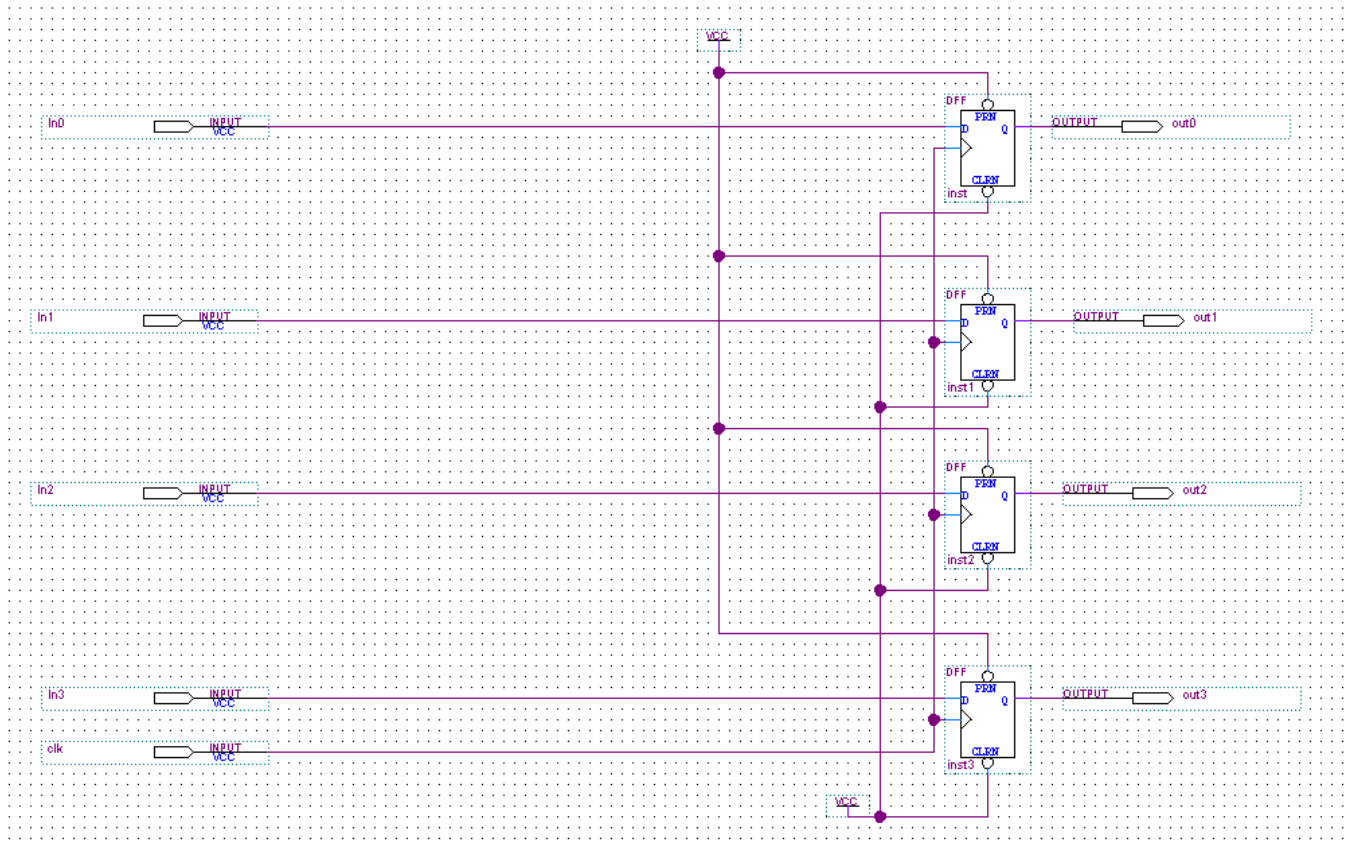 VCC
DFF
In0 INPUT VCC
PRN
D Q
OUTPUT out0
CLRN
inst
DFF
In1 INPUT VCC
PRN
D Q
OUTPUT out1
CLRN
inst1
DFF
In2 INPUT VCC
PRN
D Q
OUTPUT out2
CLRN
inst2
DFF
In3 INPUT VCC
PRN
D Q
OUTPUT out3
clk INPUT VCC
CLRN
inst3
VCC